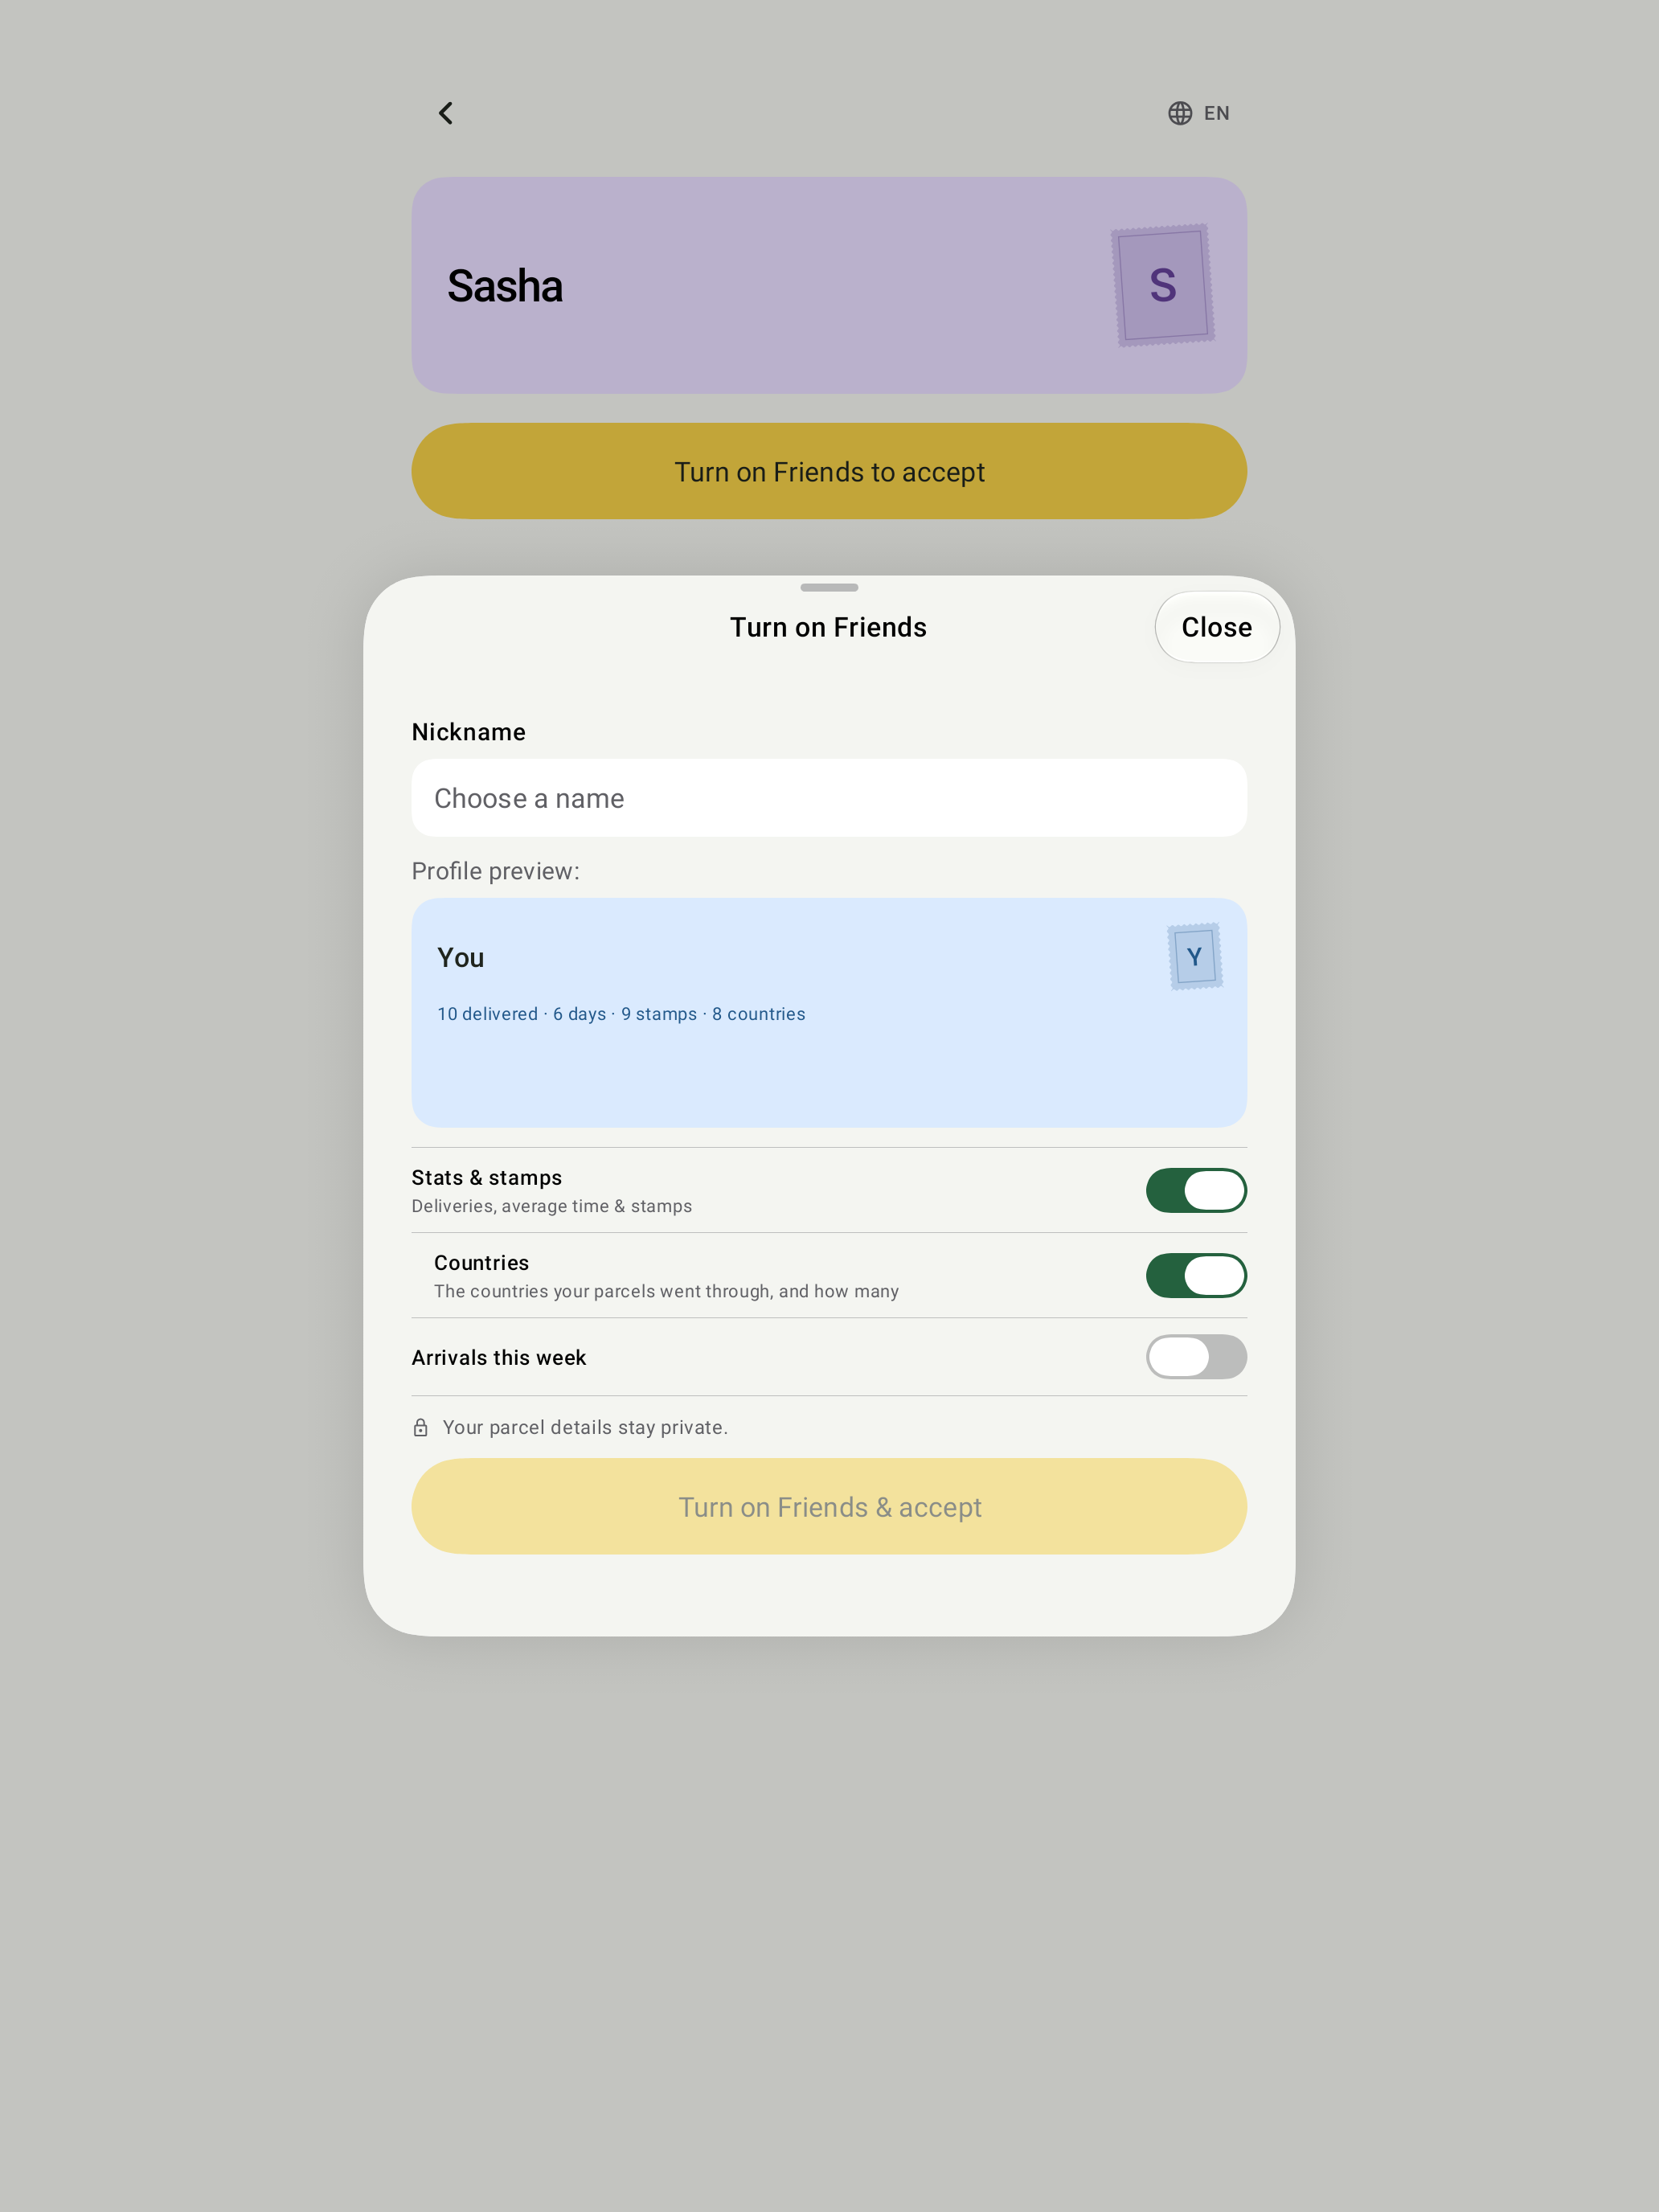 EN
Sasha
S
Turn on Friends to accept
Turn on Friends
Close
Nickname
Choose a name
Profile preview:
You
Y
10 delivered · 6 days · 9 stamps · 8 countries
Stats & stamps
Deliveries, average time & stamps
Countries
The countries your parcels went through, and how many
Arrivals this week
Your parcel details stay private.
Turn on Friends & accept